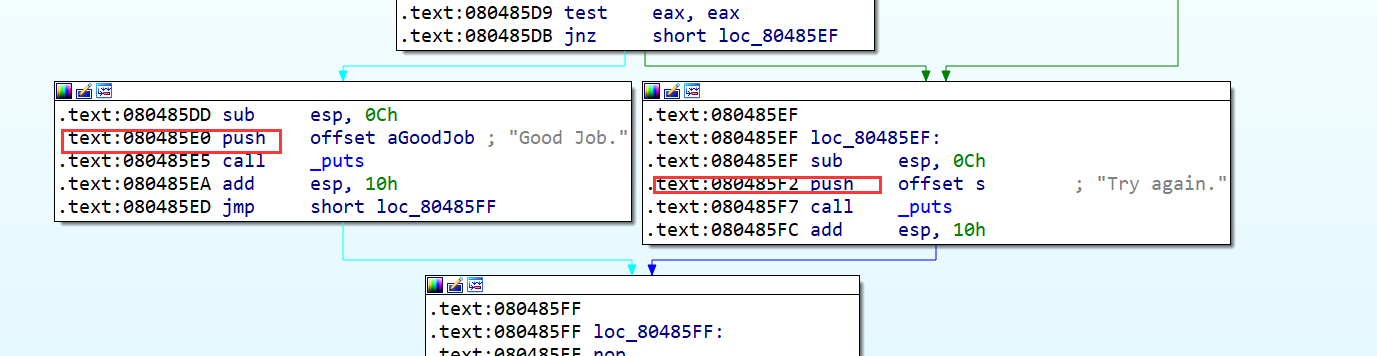 .text:080485D9 test    eax, eax
.text:080485DB jnz     short loc_80485EF
.text:080485DD sub     esp, 0Ch
.text:080485E0 push    offset aGoodJob ; "Good Job."
.text:080485E5 call    _puts
.text:080485EA add     esp, 10h
.text:080485ED jmp     short loc_80485FF
.text:080485EF
.text:080485EF loc_80485EF:
.text:080485EF sub     esp, 0Ch
.text:080485F2 push    offset s        ; "Try again."
.text:080485F7 call    _puts
.text:080485FC add     esp, 10h
.text:080485FF
.text:080485FF loc_80485FF:
.text:080485FF nop